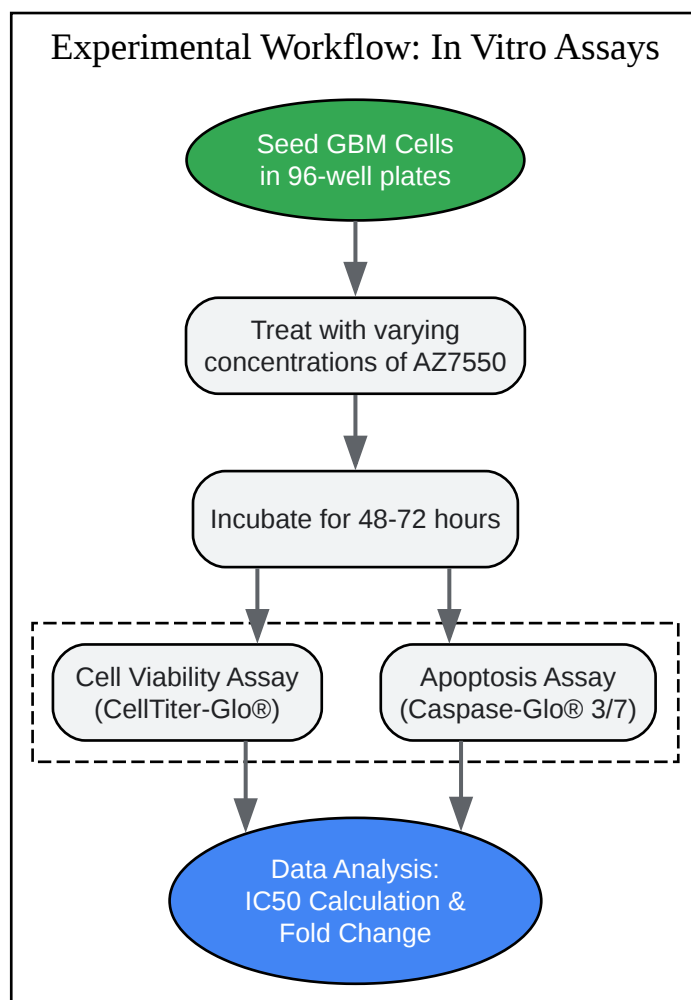 Experimental Workflow: In Vitro Assays
Seed GBM Cells
in 96-well plates
Treat with varying
concentrations of AZ7550
Incubate for 48-72 hours
Cell Viability Assay
(CellTiter-Glo®)
Apoptosis Assay
(Caspase-Glo® 3/7)
Data Analysis:
IC50 Calculation &
Fold Change